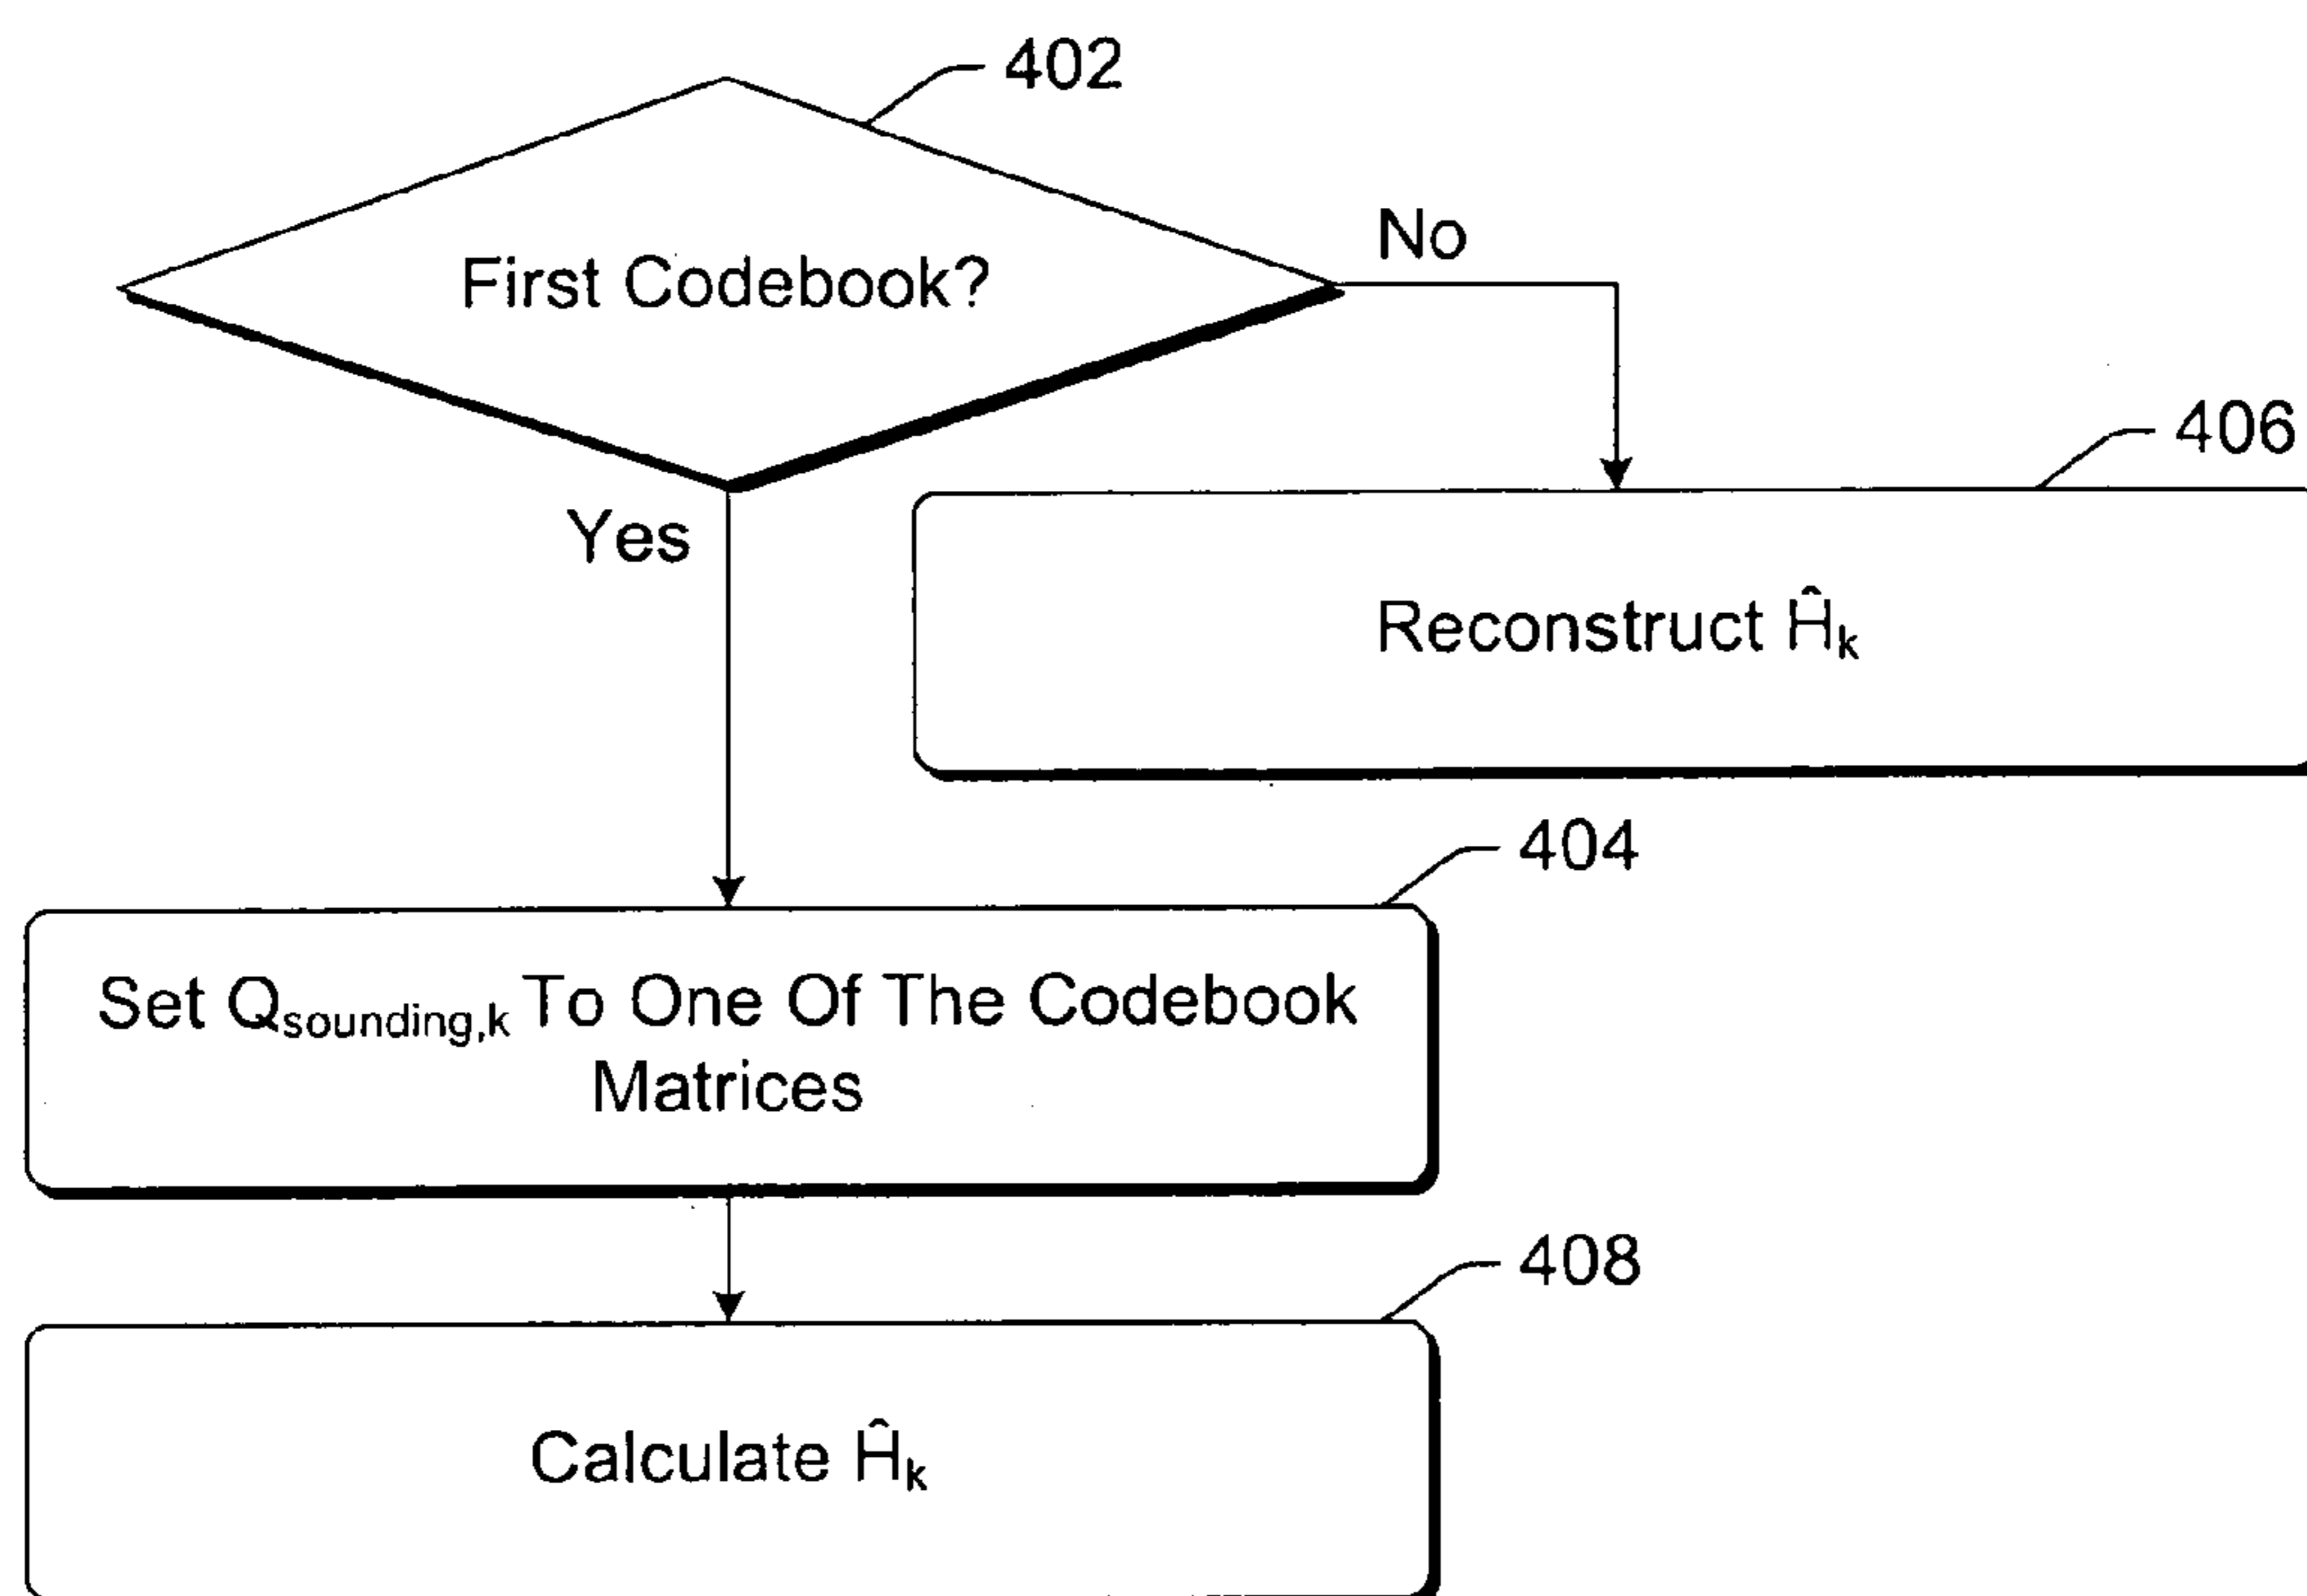 402
First Codebook?
No
Yes
406
Reconstruct Ĥk
404
Set Qsounding,k To One Of The Codebook
Matrices
408
Calculate Ĥk